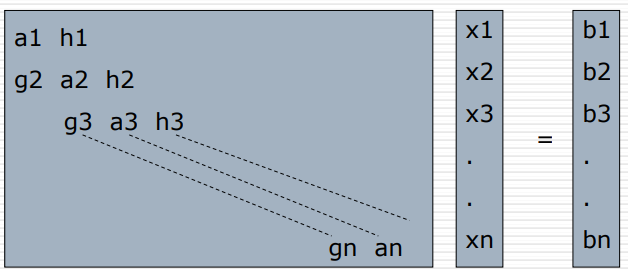 a1 h1 x1 b1
g2 a2 h2 x2 b2
g3 a3 h3 x3 b3
=
. .
. .
gn an xn bn